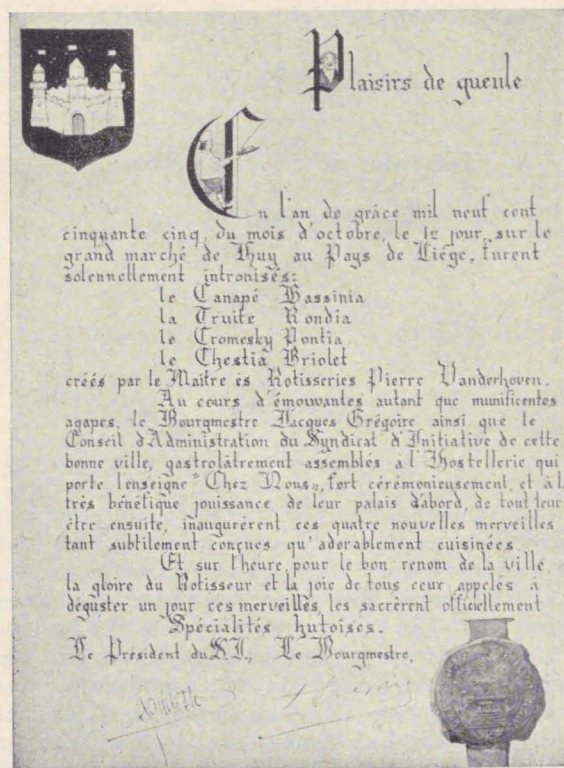 Plaisirs de gueule
En l'an de grâce mil neuf cent
cinquante cinq, du mois d'octobre, le 1er jour, sur le
grand marché de Huy au Pays de Liége, furent
solennellement intronisés:
le Canapé Bassinia
la Truite Rondia
le Cromesky Pontia
le Chestia Briolet
créés par le Maitre ès Rotisseries Pierre Vanderhoven.
Au cours d'émouvantes autant que munificentes
agapes, le Bourgmestre Jacques Grégoire ainsi que le
Conseil d'Administration du Syndicat d'Initiative de cette
bonne ville, gastrolâtrement assemblés à l'Hostellerie qui
porte l'enseigne "Chez Nous", fort cérémonieusement, et à la
très bénéfique jouissance de leur palais d'abord, de tout leur
être ensuite, inaugurèrent ces quatre nouvelles merveilles
tant subtilement conçues qu'adorablement cuisinées.
Et sur l'heure, pour le bon renom de la ville,
la gloire du Rotisseur et la joie de tous ceux appelés à
déguster un jour ces merveilles, les sacrèrent officiellement
Spécialités hutoises.
Le Président du S.I., Le Bourgmestre,